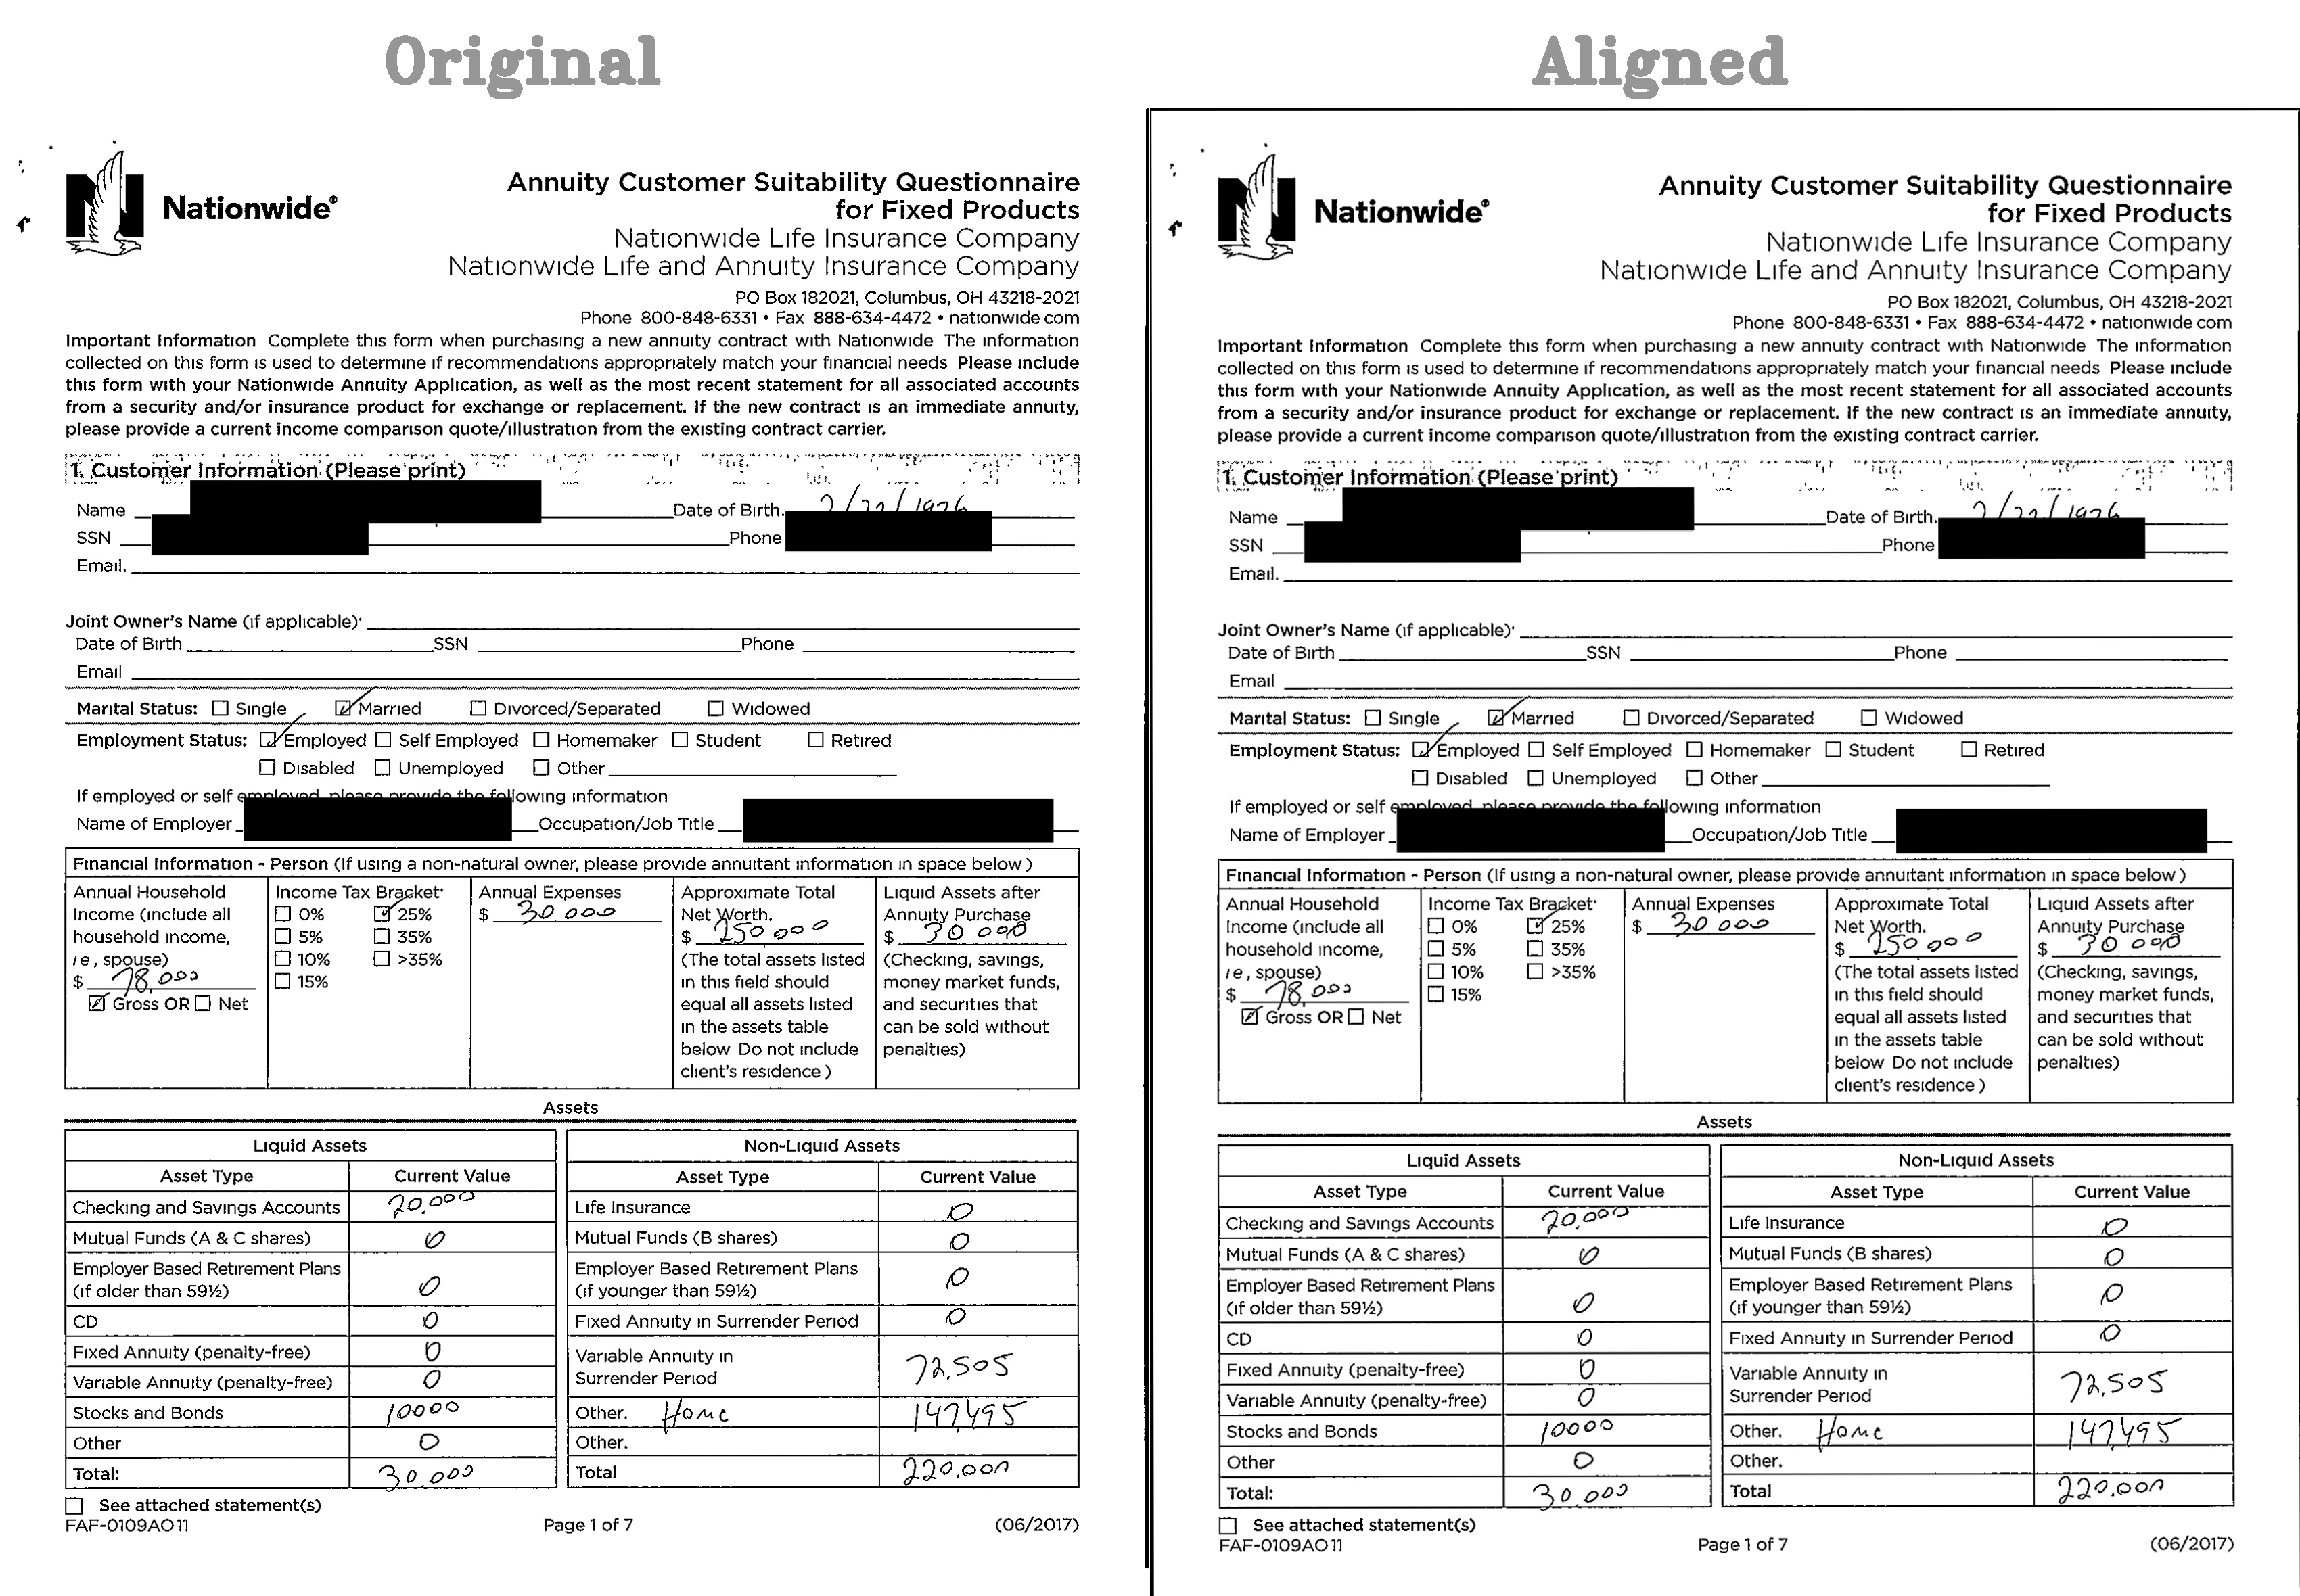 Original
Nationwide®
Annuity Customer Suitability Questionnaire
for Fixed Products
Nationwide Life Insurance Company
Nationwide Life and Annuity Insurance Company
PO Box 182021, Columbus, OH 43218-2021
Phone 800-848-6331 • Fax 888-634-4472 • nationwide com
Important Information Complete this form when purchasing a new annuity contract with Nationwide The information
collected on this form is used to determine if recommendations appropriately match your financial needs Please include
this form with your Nationwide Annuity Application, as well as the most recent statement for all associated accounts
from a security and/or insurance product for exchange or replacement. If the new contract is an immediate annuity,
please provide a current income comparison quote/illustration from the existing contract carrier.
1. Customer Information (Please print)
Name Date of Birth.
SSN Phone
Email.
Joint Owner's Name (if applicable)
Date of Birth SSN Phone
Email
Marital Status: Single Married Divorced/Separated Widowed
Employment Status: Employed Self Employed Homemaker Student Retired
Disabled Unemployed Other
If employed or self employed, please provide the following information
Name of Employer Occupation/Job Title
Financial Information - Person (If using a non-natural owner, please provide annuitant information in space below)
Annual Household
Income (include all
household income,
ie, spouse)
$ 78,000
Gross OR Net
Income Tax Bracket
0% 25%
5% 35%
10% >35%
15%
Annual Expenses
$ 30 000
Approximate Total
Net Worth.
$ 250 000
(The total assets listed
in this field should
equal all assets listed
in the assets table
below Do not include
client's residence)
Liquid Assets after
Annuity Purchase
$ 30 000
(Checking, savings,
money market funds,
and securities that
can be sold without
penalties)
Assets
Liquid Assets
Asset Type Current Value
Checking and Savings Accounts 20,000
Mutual Funds (A & C shares) 0
Employer Based Retirement Plans
(if older than 59½) 0
CD 0
Fixed Annuity (penalty-free) 0
Variable Annuity (penalty-free) 0
Stocks and Bonds 10000
Other 0
Total: 30,000
Non-Liquid Assets
Asset Type Current Value
Life Insurance 0
Mutual Funds (B shares) 0
Employer Based Retirement Plans
(if younger than 59½) 0
Fixed Annuity in Surrender Period 0
Variable Annuity in
Surrender Period 72,505
Other. Home 147,495
Other.
Total 220,000
See attached statement(s)
FAF-0109AO 11 Page 1 of 7 (06/2017)
Aligned
Nationwide®
Annuity Customer Suitability Questionnaire
for Fixed Products
Nationwide Life Insurance Company
Nationwide Life and Annuity Insurance Company
PO Box 182021, Columbus, OH 43218-2021
Phone 800-848-6331 • Fax 888-634-4472 • nationwide com
Important Information Complete this form when purchasing a new annuity contract with Nationwide The information
collected on this form is used to determine if recommendations appropriately match your financial needs Please include
this form with your Nationwide Annuity Application, as well as the most recent statement for all associated accounts
from a security and/or insurance product for exchange or replacement. If the new contract is an immediate annuity,
please provide a current income comparison quote/illustration from the existing contract carrier.
1. Customer Information (Please print)
Name Date of Birth.
SSN Phone
Email.
Joint Owner's Name (if applicable)
Date of Birth SSN Phone
Email
Marital Status: Single Married Divorced/Separated Widowed
Employment Status: Employed Self Employed Homemaker Student Retired
Disabled Unemployed Other
If employed or self employed, please provide the following information
Name of Employer Occupation/Job Title
Financial Information - Person (If using a non-natural owner, please provide annuitant information in space below)
Annual Household
Income (include all
household income,
ie, spouse)
$ 78,000
Gross OR Net
Income Tax Bracket
0% 25%
5% 35%
10% >35%
15%
Annual Expenses
$ 30 000
Approximate Total
Net Worth.
$ 250 000
(The total assets listed
in this field should
equal all assets listed
in the assets table
below Do not include
client's residence)
Liquid Assets after
Annuity Purchase
$ 30 000
(Checking, savings,
money market funds,
and securities that
can be sold without
penalties)
Assets
Liquid Assets
Asset Type Current Value
Checking and Savings Accounts 20,000
Mutual Funds (A & C shares) 0
Employer Based Retirement Plans
(if older than 59½) 0
CD 0
Fixed Annuity (penalty-free) 0
Variable Annuity (penalty-free) 0
Stocks and Bonds 10000
Other 0
Total: 30,000
Non-Liquid Assets
Asset Type Current Value
Life Insurance 0
Mutual Funds (B shares) 0
Employer Based Retirement Plans
(if younger than 59½) 0
Fixed Annuity in Surrender Period 0
Variable Annuity in
Surrender Period 72,505
Other. Home 147,495
Other.
Total 220,000
See attached statement(s)
FAF-0109AO 11 Page 1 of 7 (06/2017)